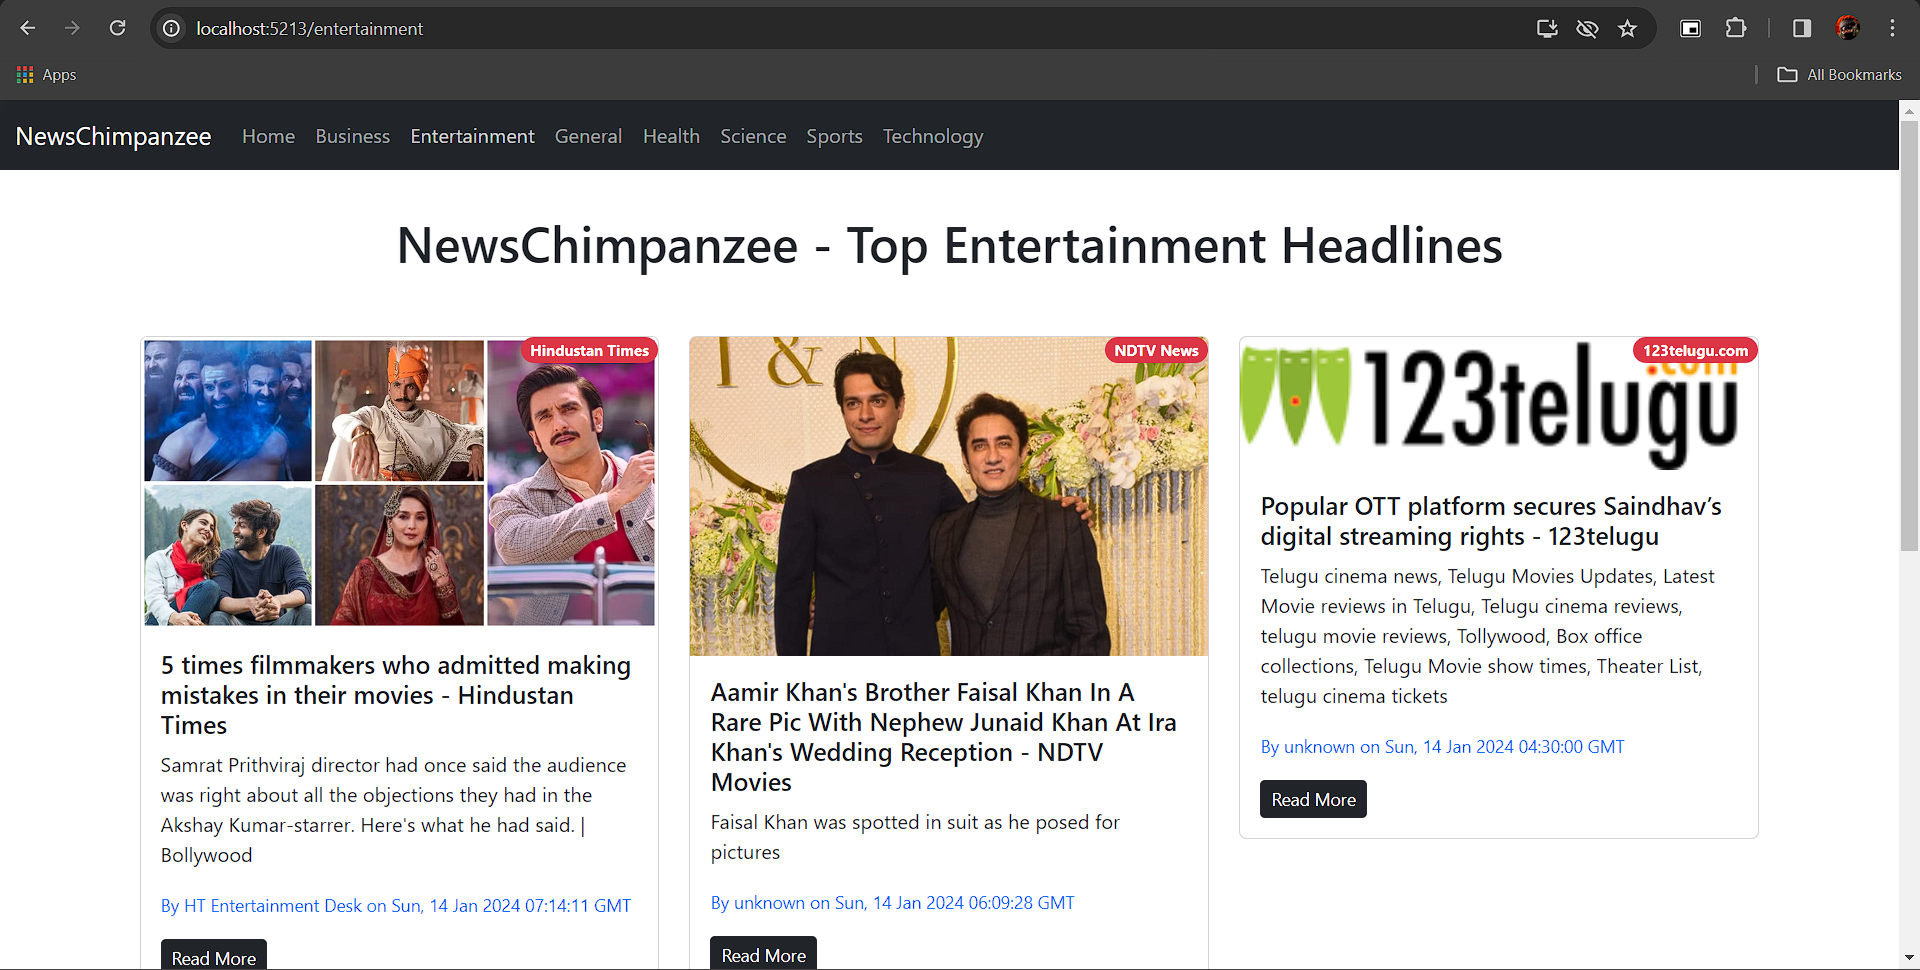 localhost:5213/entertainment
Apps
All Bookmarks
NewsChimpanzee Home Business Entertainment General Health Science Sports Technology
NewsChimpanzee - Top Entertainment Headlines
Hindustan Times
5 times filmmakers who admitted making
mistakes in their movies - Hindustan
Times
Samrat Prithviraj director had once said the audience
was right about all the objections they had in the
Akshay Kumar-starrer. Here's what he had said. |
Bollywood
By HT Entertainment Desk on Sun, 14 Jan 2024 07:14:11 GMT
Read More
NDTV News
I & N
Aamir Khan's Brother Faisal Khan In A
Rare Pic With Nephew Junaid Khan At Ira
Khan's Wedding Reception - NDTV
Movies
Faisal Khan was spotted in suit as he posed for
pictures
By unknown on Sun, 14 Jan 2024 06:09:28 GMT
Read More
123telugu.com
.com
123telugu
Popular OTT platform secures Saindhav’s
digital streaming rights - 123telugu
Telugu cinema news, Telugu Movies Updates, Latest
Movie reviews in Telugu, Telugu cinema reviews,
telugu movie reviews, Tollywood, Box office
collections, Telugu Movie show times, Theater List,
telugu cinema tickets
By unknown on Sun, 14 Jan 2024 04:30:00 GMT
Read More